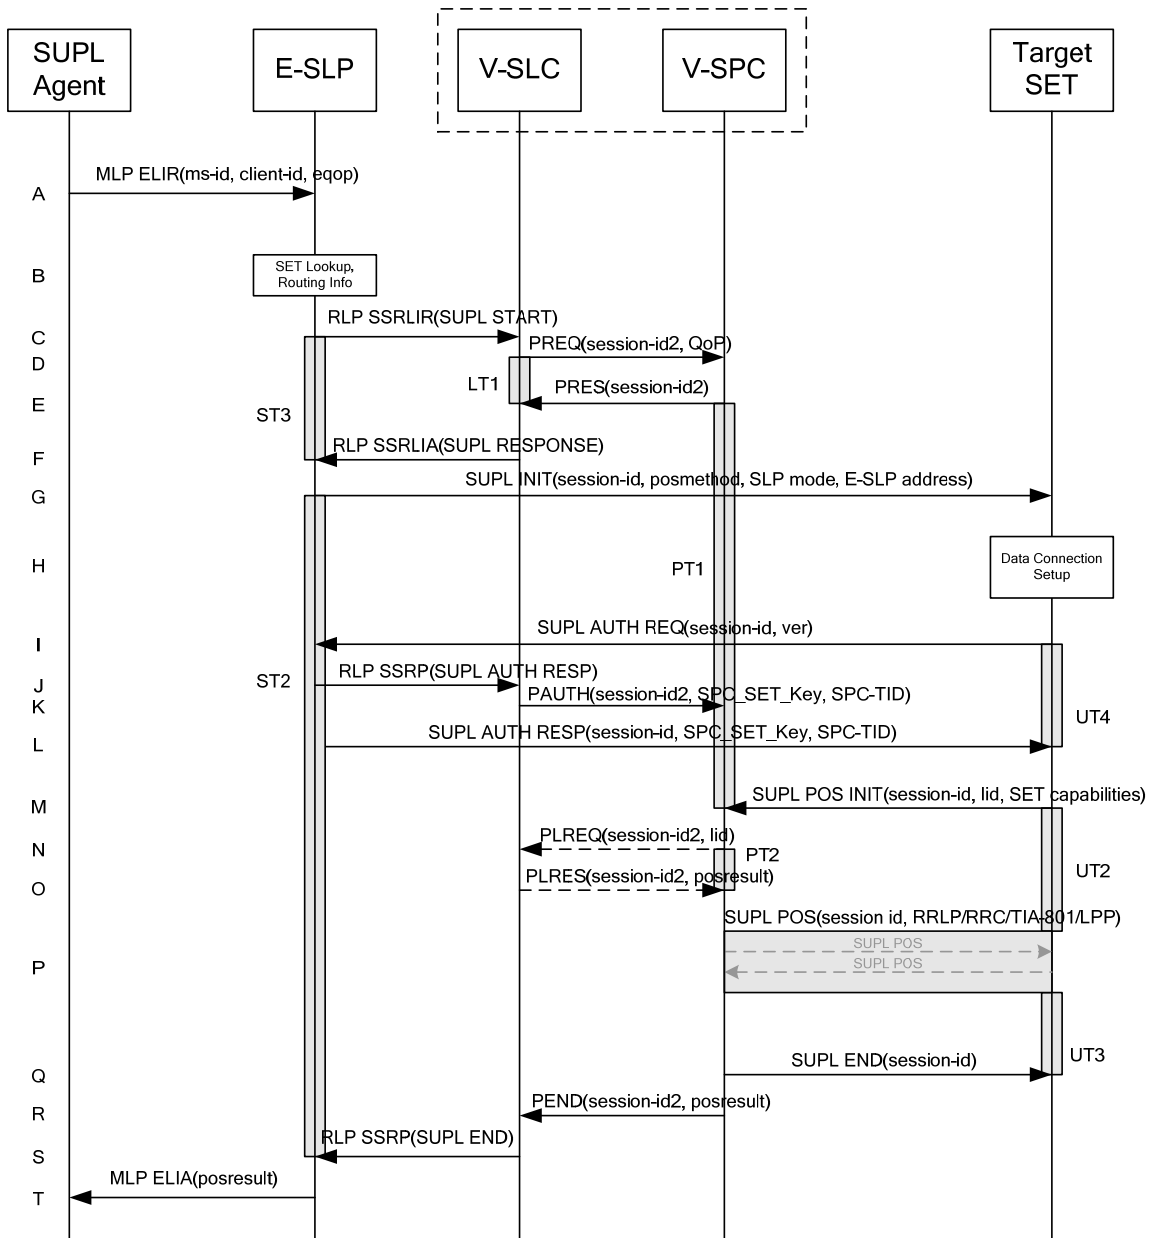 SUPL
Agent
E-SLP
V-SLC
V-SPC
Target
SET
MLP ELIR(ms-id, client-id, eqop)
A
SET Lookup,
Routing Info
B
RLP SSRLIR(SUPL START)
C
PREQ(session-id2, QoP)
D
LT1
PRES(session-id2)
E
ST3
RLP SSRLIA(SUPL RESPONSE)
F
SUPL INIT(session-id, posmethod, SLP mode, E-SLP address)
G
Data Connection
Setup
H
PT1
SUPL AUTH REQ(session-id, ver)
I
RLP SSRP(SUPL AUTH RESP)
ST2
J
PAUTH(session-id2, SPC_SET_Key, SPC-TID)
K
UT4
SUPL AUTH RESP(session-id, SPC_SET_Key, SPC-TID)
L
SUPL POS INIT(session-id, lid, SET capabilities)
M
PLREQ(session-id2, lid)
N
PT2
PLRES(session-id2, posresult)
UT2
O
SUPL POS(session id, RRLP/RRC/TIA-801/LPP)
SUPL POS
SUPL POS
P
UT3
SUPL END(session-id)
Q
PEND(session-id2, posresult)
R
RLP SSRP(SUPL END)
S
MLP ELIA(posresult)
T